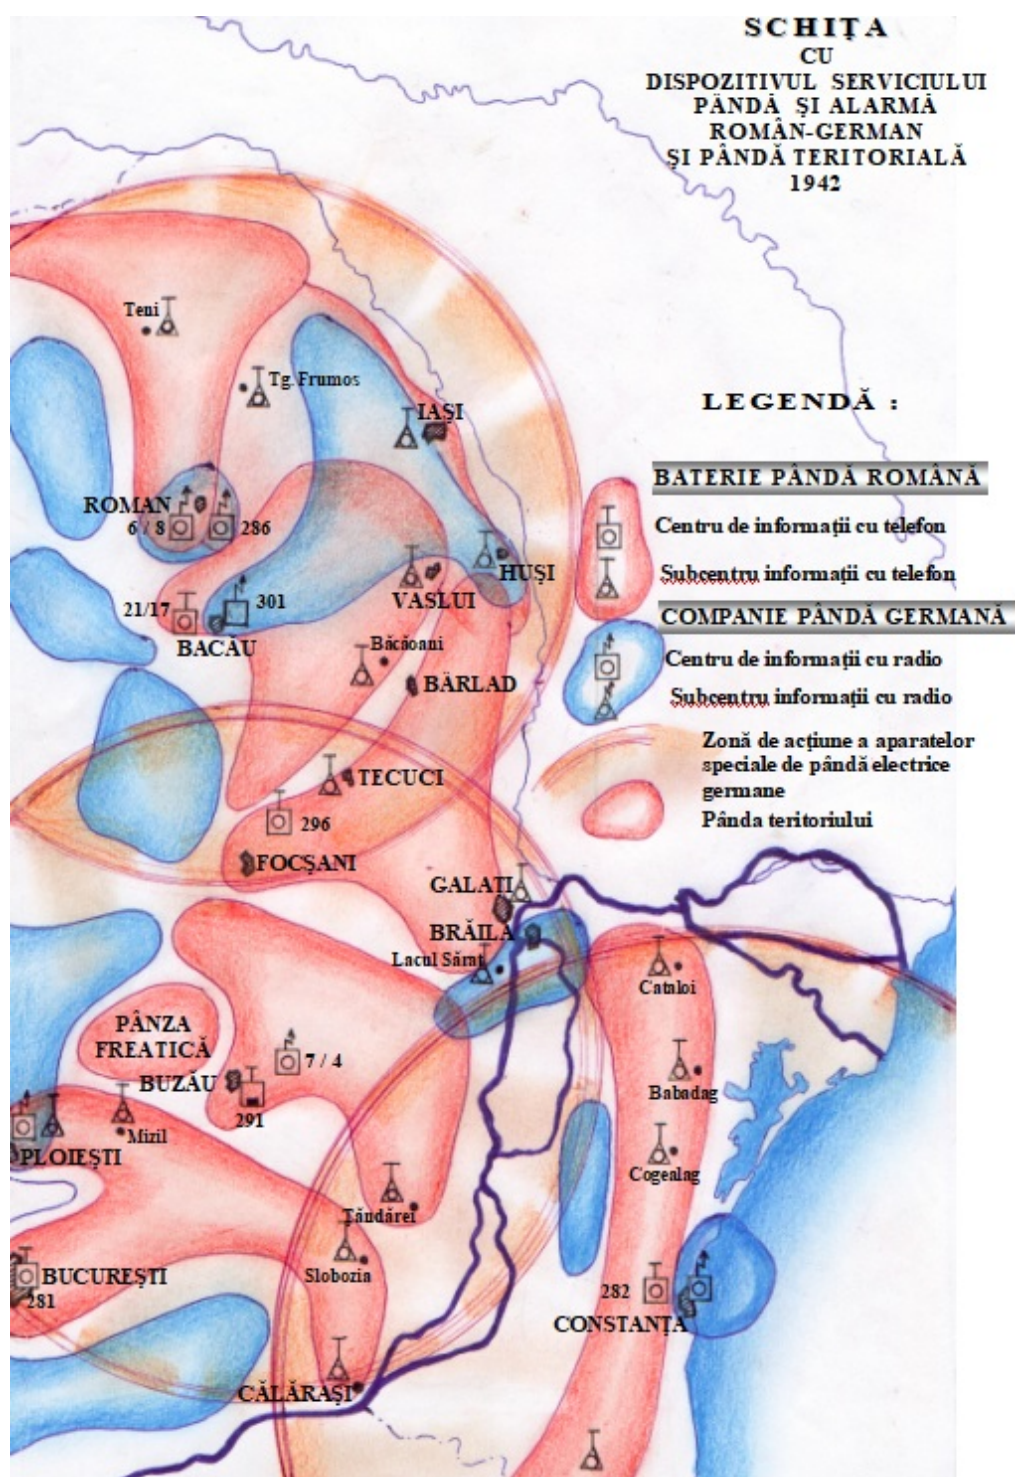 SCHIȚA
CU
DISPOZITIVUL SERVICIULUI
PÂNDĂ ȘI ALARMĂ
ROMÂN-GERMAN
ȘI PÂNDĂ TERITORIALĂ
1942
Teni
Tg. Frumos
IAȘI
LEGENDĂ :
BATERIE PÂNDĂ ROMÂNĂ
Centru de informații cu telefon
Subcentru informații cu telefon
COMPANIE PÂNDĂ GERMANĂ
Centru de informații cu radio
Subcentru informații cu radio
Zonă de acțiune a aparatelor
speciale de pândă electrice
germane
Pânda teritoriului
ROMAN
6 / 8
286
HUȘI
VASLUI
21/17
301
BACĂU
Băcăoani
BÂRLAD
TECUCI
296
FOCȘANI
GALAȚI
BRĂILA
Lacul Sărat
Cataloi
PÂNZA
FREATICĂ
7 / 4
BUZĂU
291
Babadag
Mizil
PLOIEȘTI
Cogealag
Țăndărei
Slobozia
BUCUREȘTI
281
282
CONSTANȚA
CĂLĂRAȘI